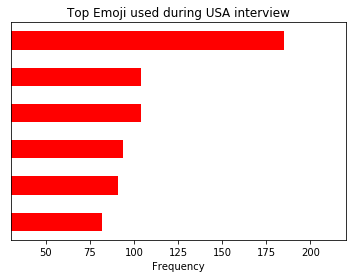 Top Emoji used during USA interview
50 75 100 125 150 175 200
Frequency